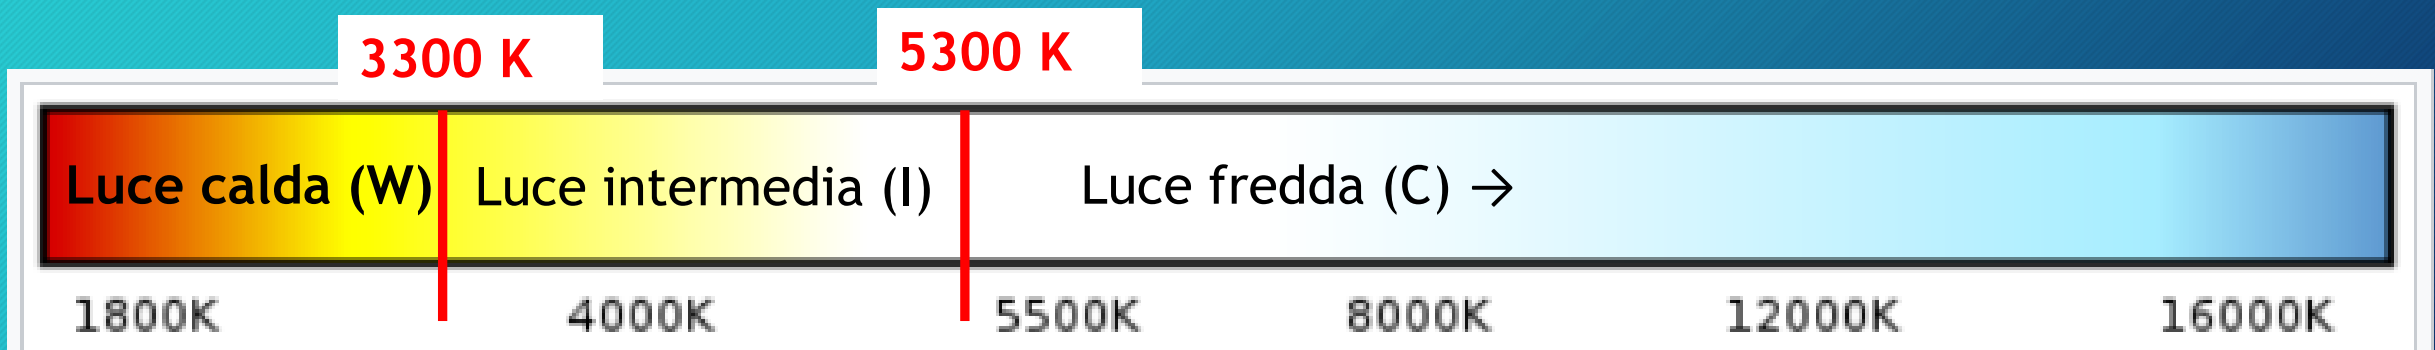 3300 K
5300 K
Luce calda (W)
Luce intermedia (I)
Luce fredda (C) →
1800K
4000K
5500K
8000K
12000K
16000K